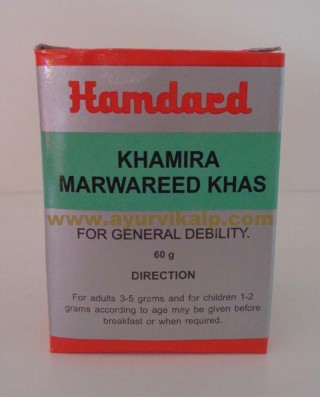 Hamdard
KHAMIRA
MARWAREED KHAS
www.ayurvikalp.com
FOR GENERAL DEBILITY.
60 g
DIRECTION
For adults 3-5 grams and for children 1-2
grams according to age may be given before
breakfast or when required.